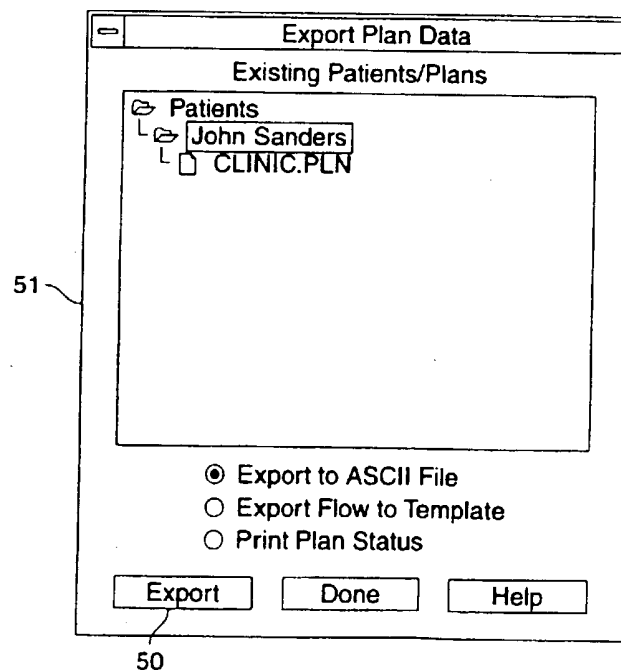 Export Plan Data
Existing Patients/Plans
Patients
John Sanders
CLINIC.PLN
51
Export to ASCII File
Export Flow to Template
Print Plan Status
Export Done Help
50